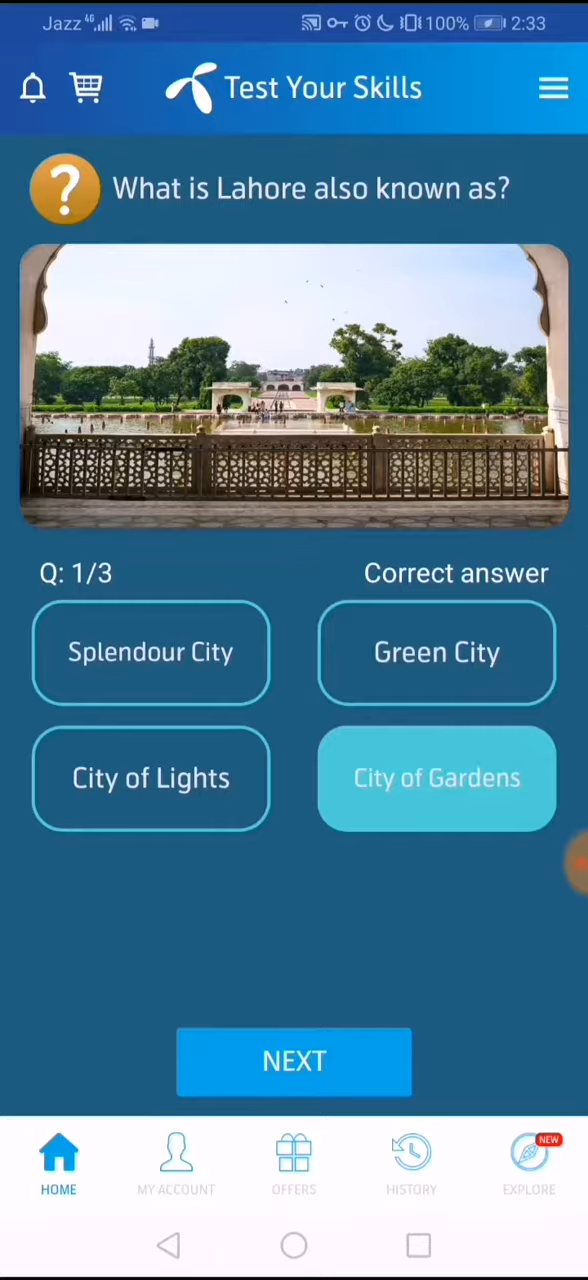 Jazz 4G 100% 2:33
Test Your Skills
? What is Lahore also known as?
Q: 1/3 Correct answer
Splendour City Green City
City of Lights City of Gardens
NEXT
NEW
HOME MY ACCOUNT OFFERS HISTORY EXPLORE